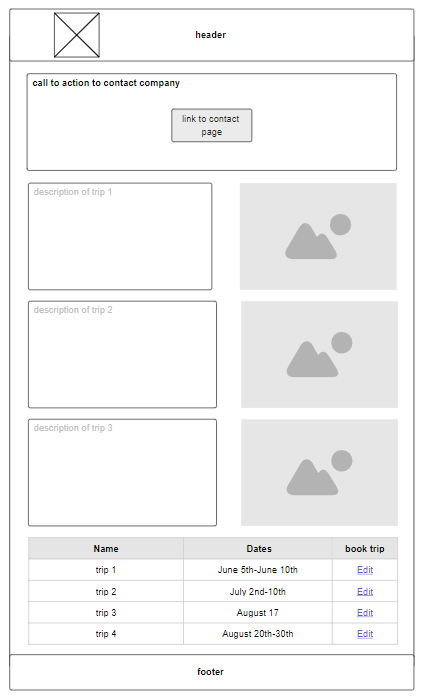 header
call to action to contact company
link to contact
page
description of trip 1
description of trip 2
description of trip 3
Name Dates book trip
trip 1 June 5th-June 10th Edit
trip 2 July 2nd-10th Edit
trip 3 August 17 Edit
trip 4 August 20th-30th Edit
footer